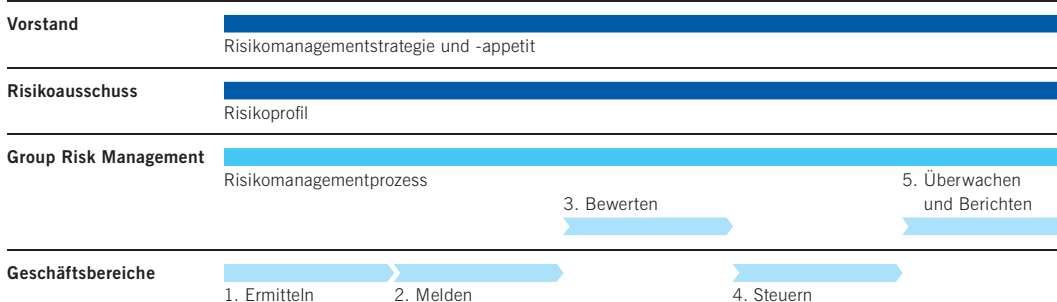 Vorstand
Risikomanagementstrategie und -appetit
Risikoausschuss
Risikoprofil
Group Risk Management
Risikomanagementprozess
3. Bewerten
5. Überwachen
und Berichten
Geschäftsbereiche
1. Ermitteln
2. Melden
4. Steuern